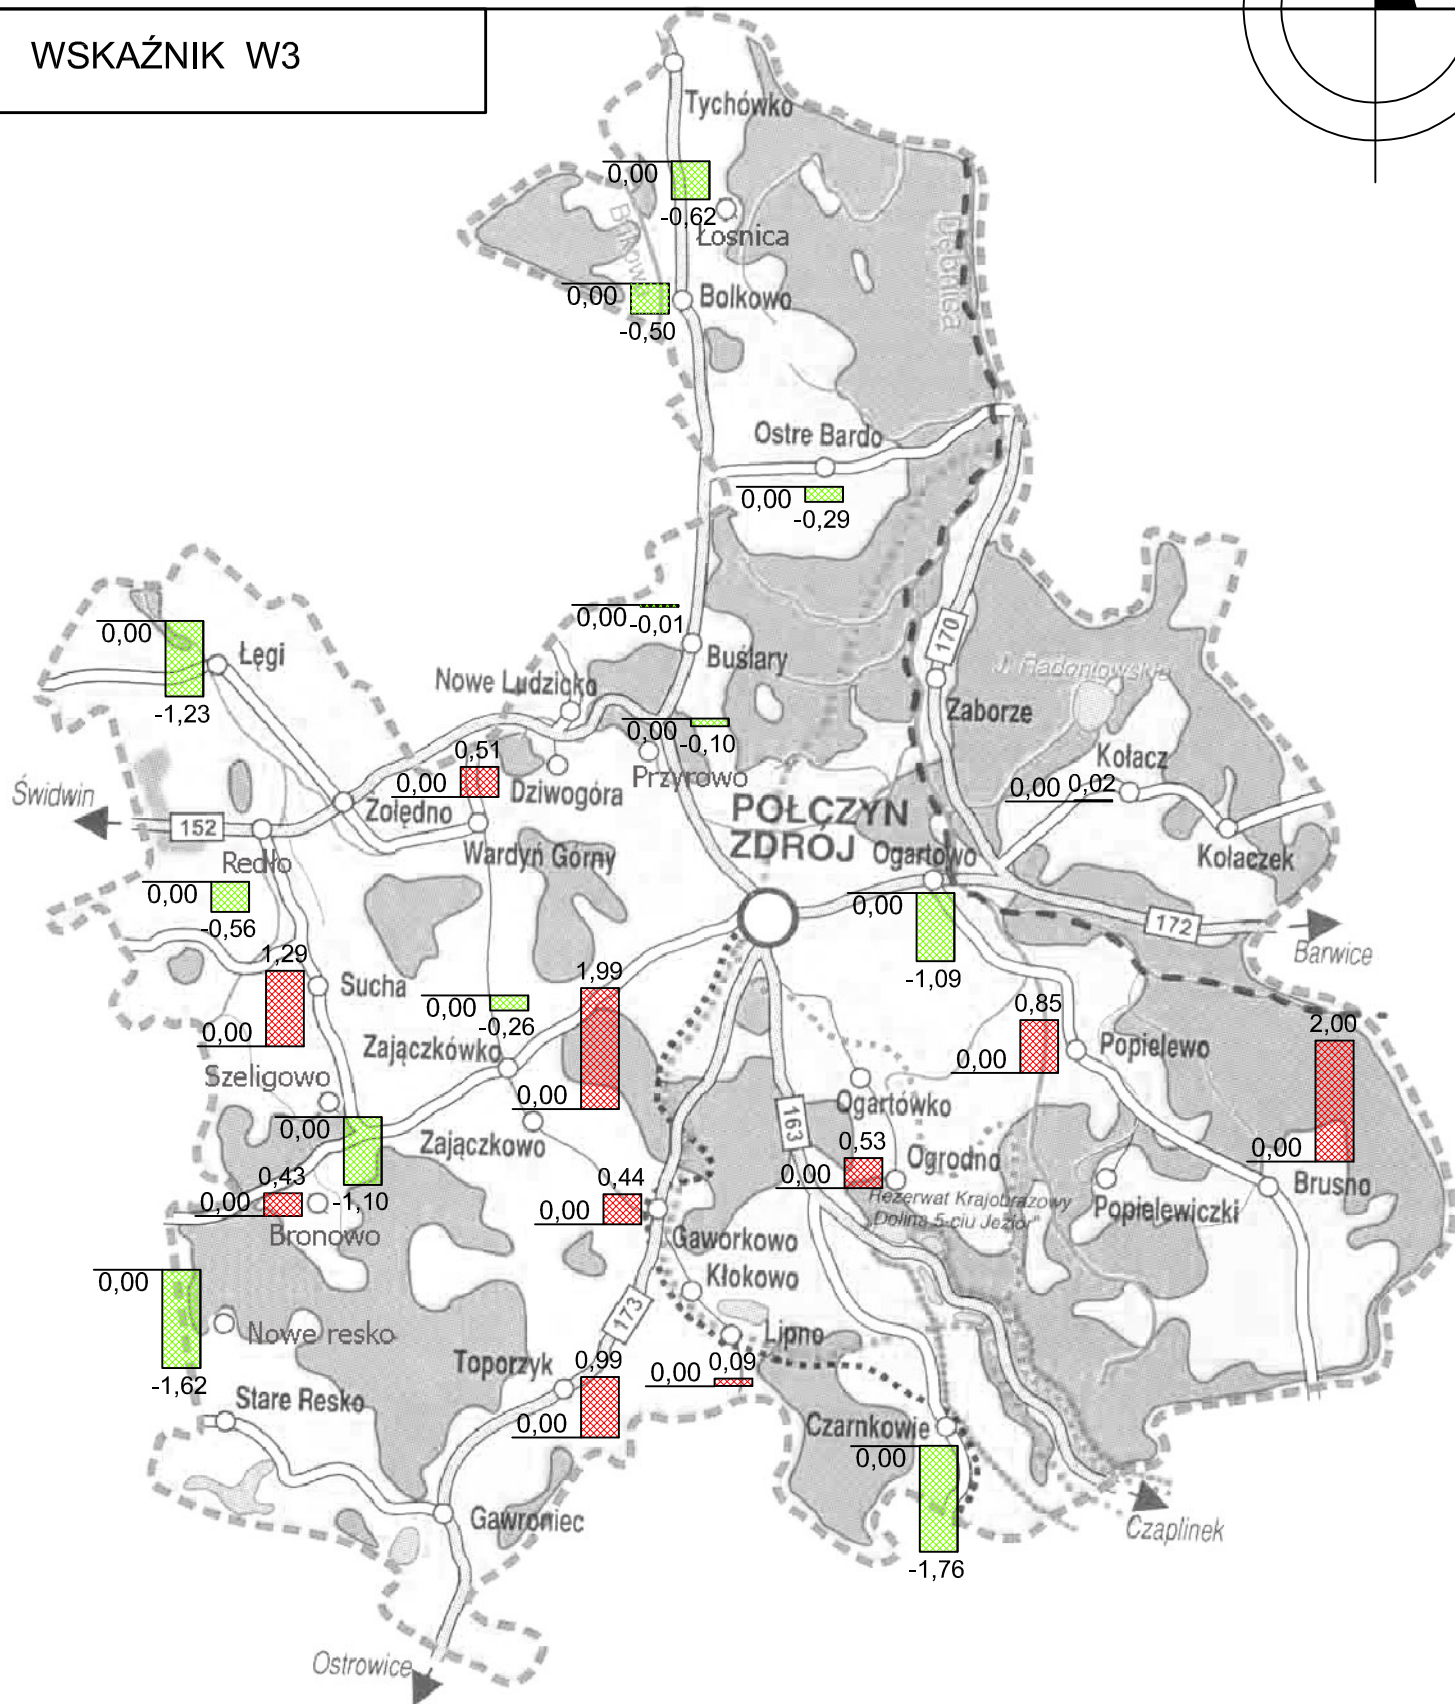 WSKAŹNIK W3
Tychówko
0,00
-0,62
Łosnica
Dębnica
0,00
Bolkowo
-0,50
Ostre Bardo
0,00
-0,29
0,00
-0,01
170
Buślary
0,00
Łęgi
-1,23
Nowe Ludzicko
J. Radomiowskie
Zaborze
0,00
-0,10
Przyrowo
0,51
0,00
Dziwogóra
Kołacz
0,00
0,02
Świdwin
152
Zołędno
POŁCZYN
ZDRÓJ
Ogartowo
Kołaczek
Redło
Wardyń Górny
0,00
-0,56
0,00
-1,09
172
Barwice
1,29
0,00
Sucha
0,00
-0,26
1,99
0,00
0,85
0,00
Popielewo
2,00
0,00
Brusno
Zajączkówko
Szeligowo
0,00
-1,10
Zajączkowo
163
Ogartówko
0,53
0,00
Ogrodno
Rezerwat Krajobrazowy
"Dolina 5-ciu Jezior"
Popielewiczki
0,43
0,00
Bronowo
0,44
0,00
Gaworkowo
Kłokowo
0,00
-1,62
Nowe resko
173
Lipno
Toporzyk
0,99
0,00
0,00
0,09
Stare Resko
Czarnkowie
0,00
-1,76
Gawroniec
Czaplinek
Ostrowice